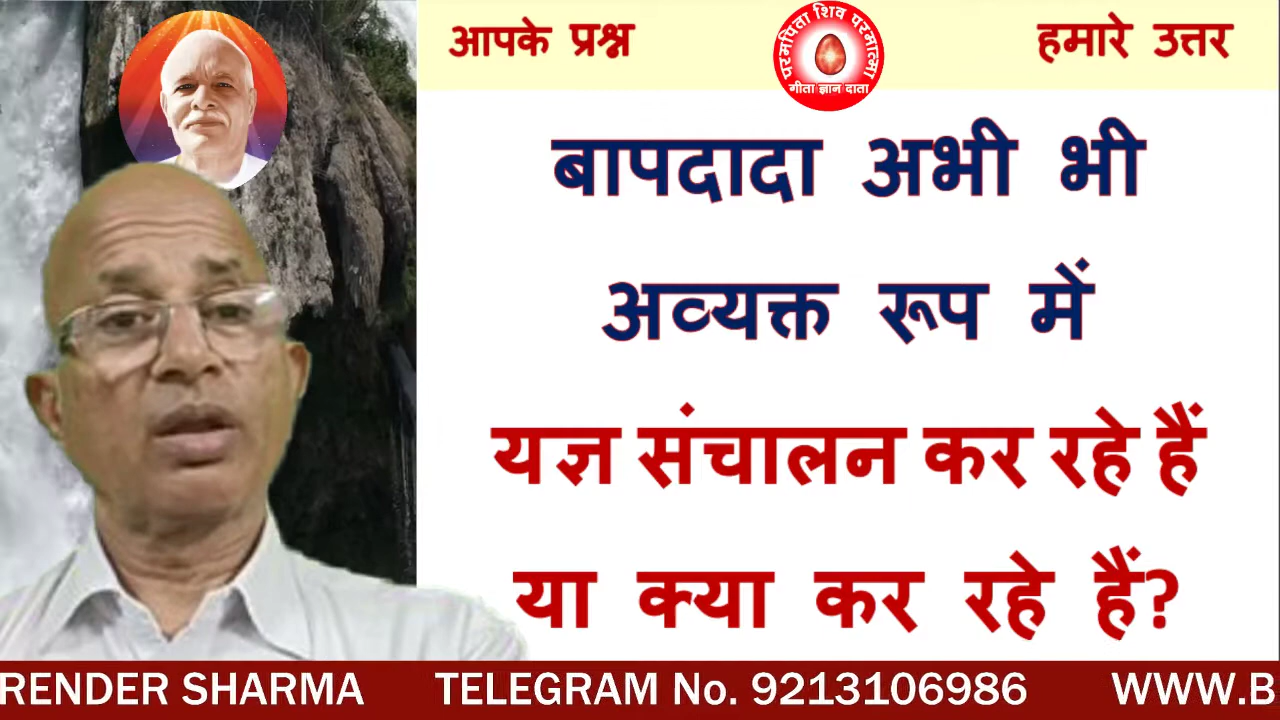 आपके प्रश्न
परमपिता शिव परमात्मा
गीता ज्ञान दाता
हमारे उत्तर
बापदादा अभी भी
अव्यक्त रूप में
यज्ञ संचालन कर रहे हैं
या क्या कर रहे हैं?
RENDER SHARMA TELEGRAM No. 9213106986 WWW.B